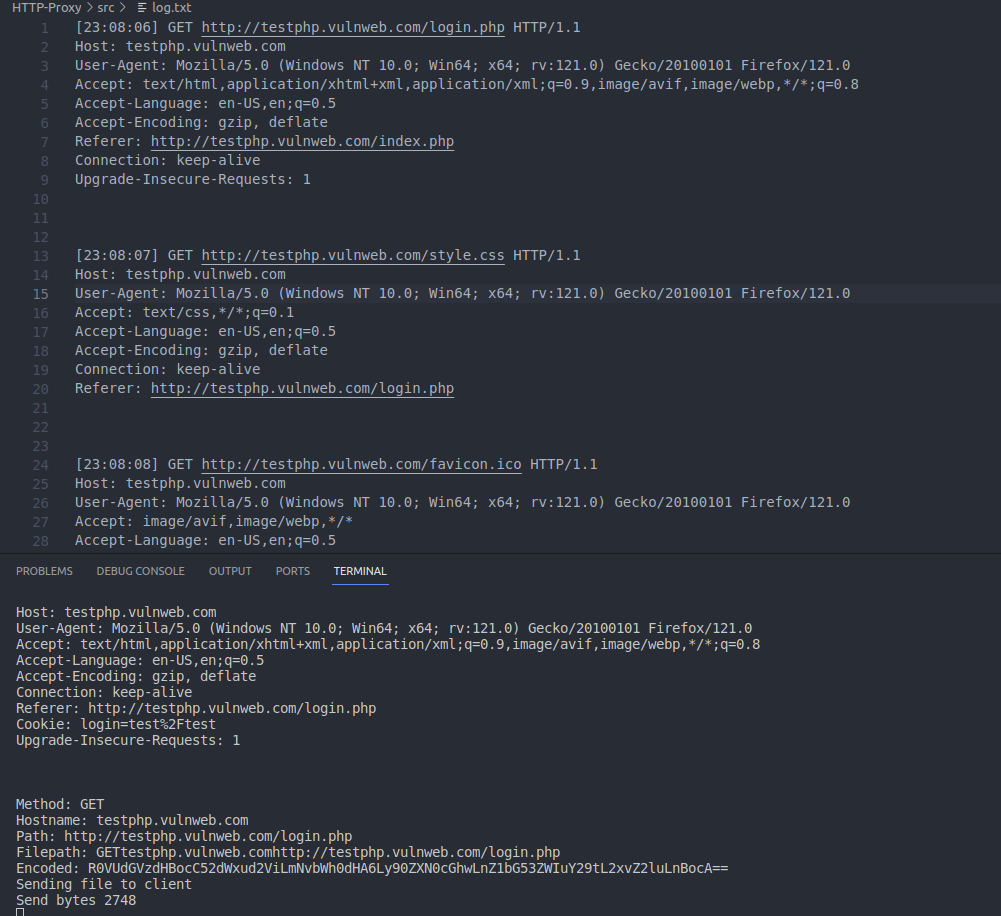 HTTP-Proxy > src > log.txt
1 [23:08:06] GET http://testphp.vulnweb.com/login.php HTTP/1.1
2 Host: testphp.vulnweb.com
3 User-Agent: Mozilla/5.0 (Windows NT 10.0; Win64; x64; rv:121.0) Gecko/20100101 Firefox/121.0
4 Accept: text/html,application/xhtml+xml,application/xml;q=0.9,image/avif,image/webp,*/*;q=0.8
5 Accept-Language: en-US,en;q=0.5
6 Accept-Encoding: gzip, deflate
7 Referer: http://testphp.vulnweb.com/index.php
8 Connection: keep-alive
9 Upgrade-Insecure-Requests: 1
10
11
12
13 [23:08:07] GET http://testphp.vulnweb.com/style.css HTTP/1.1
14 Host: testphp.vulnweb.com
15 User-Agent: Mozilla/5.0 (Windows NT 10.0; Win64; x64; rv:121.0) Gecko/20100101 Firefox/121.0
16 Accept: text/css,*/*;q=0.1
17 Accept-Language: en-US,en;q=0.5
18 Accept-Encoding: gzip, deflate
19 Connection: keep-alive
20 Referer: http://testphp.vulnweb.com/login.php
21
22
23
24 [23:08:08] GET http://testphp.vulnweb.com/favicon.ico HTTP/1.1
25 Host: testphp.vulnweb.com
26 User-Agent: Mozilla/5.0 (Windows NT 10.0; Win64; x64; rv:121.0) Gecko/20100101 Firefox/121.0
27 Accept: image/avif,image/webp,*/*
28 Accept-Language: en-US,en;q=0.5
PROBLEMS DEBUG CONSOLE OUTPUT PORTS TERMINAL
Host: testphp.vulnweb.com
User-Agent: Mozilla/5.0 (Windows NT 10.0; Win64; x64; rv:121.0) Gecko/20100101 Firefox/121.0
Accept: text/html,application/xhtml+xml,application/xml;q=0.9,image/avif,image/webp,*/*;q=0.8
Accept-Language: en-US,en;q=0.5
Accept-Encoding: gzip, deflate
Connection: keep-alive
Referer: http://testphp.vulnweb.com/login.php
Cookie: login=test%2Ftest
Upgrade-Insecure-Requests: 1
Method: GET
Hostname: testphp.vulnweb.com
Path: http://testphp.vulnweb.com/login.php
Filepath: GETtestphp.vulnweb.comhttp://testphp.vulnweb.com/login.php
Encoded: R0VUdGVzdHBocC52dWxud2ViLmNvbWh0dHA6Ly90ZXN0cGhwLnZ1bG53ZWIuY29tL2xvZ2luLnBocA==
Sending file to client
Send bytes 2748